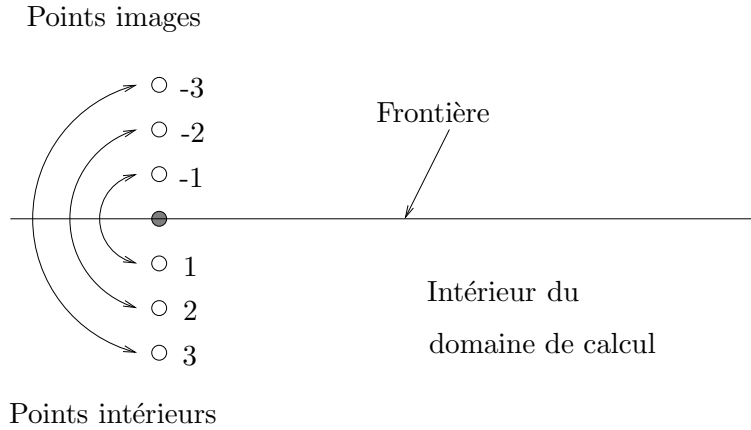 Points images
-3
-2
Frontière
-1
1
2
Intérieur du
3
domaine de calcul
Points intérieurs